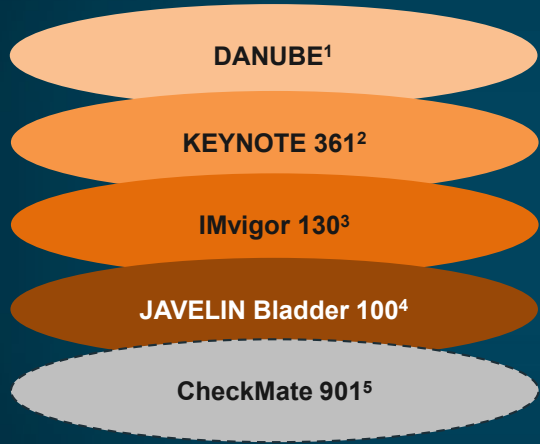 DANUBE¹
KEYNOTE 361²
IMvigor 130³
JAVELIN Bladder 100⁴
CheckMate 901⁵